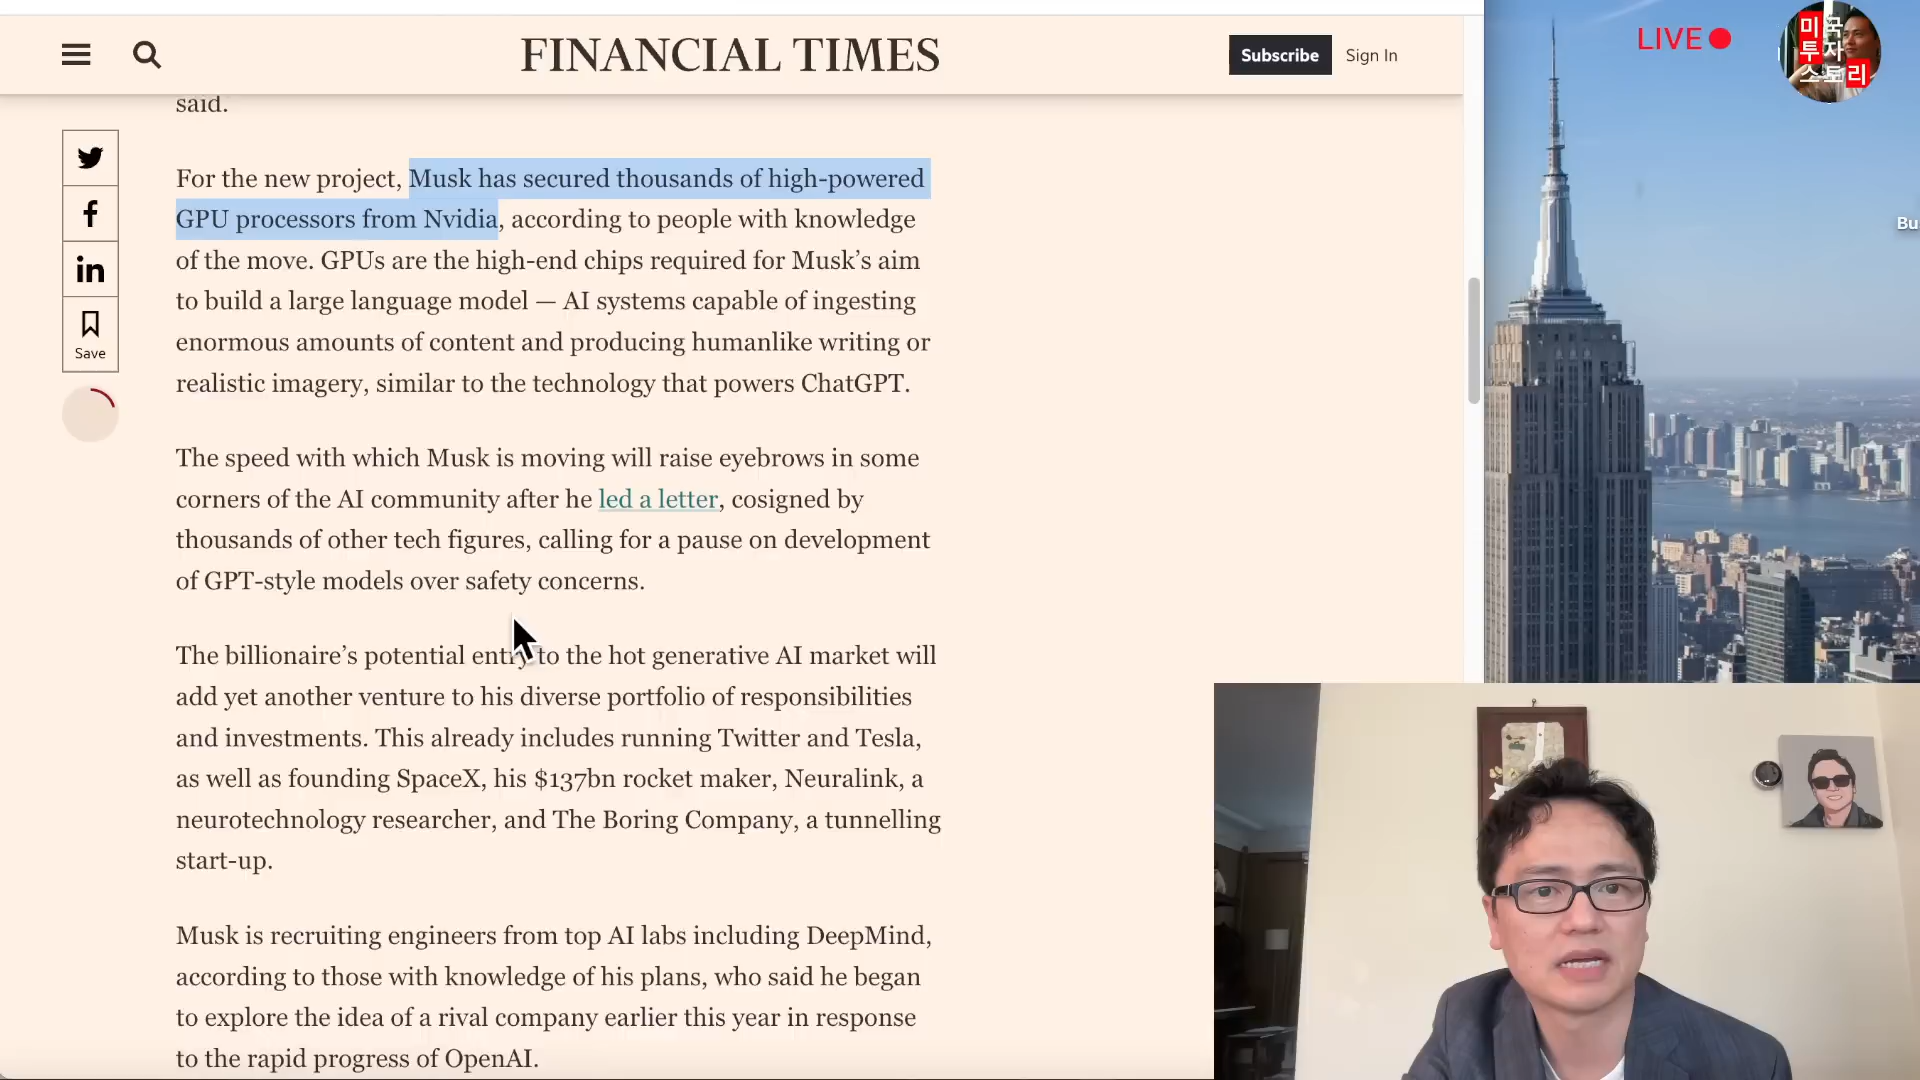 FINANCIAL TIMES
Subscribe
Sign In
LIVE
미국
투자
스토리
said.
Save
For the new project, Musk has secured thousands of high-powered
GPU processors from Nvidia, according to people with knowledge
of the move. GPUs are the high-end chips required for Musk’s aim
to build a large language model — AI systems capable of ingesting
enormous amounts of content and producing humanlike writing or
realistic imagery, similar to the technology that powers ChatGPT.
The speed with which Musk is moving will raise eyebrows in some
corners of the AI community after he led a letter, cosigned by
thousands of other tech figures, calling for a pause on development
of GPT-style models over safety concerns.
The billionaire’s potential entry to the hot generative AI market will
add yet another venture to his diverse portfolio of responsibilities
and investments. This already includes running Twitter and Tesla,
as well as founding SpaceX, his $137bn rocket maker, Neuralink, a
neurotechnology researcher, and The Boring Company, a tunnelling
start-up.
Musk is recruiting engineers from top AI labs including DeepMind,
according to those with knowledge of his plans, who said he began
to explore the idea of a rival company earlier this year in response
to the rapid progress of OpenAI.
Bu